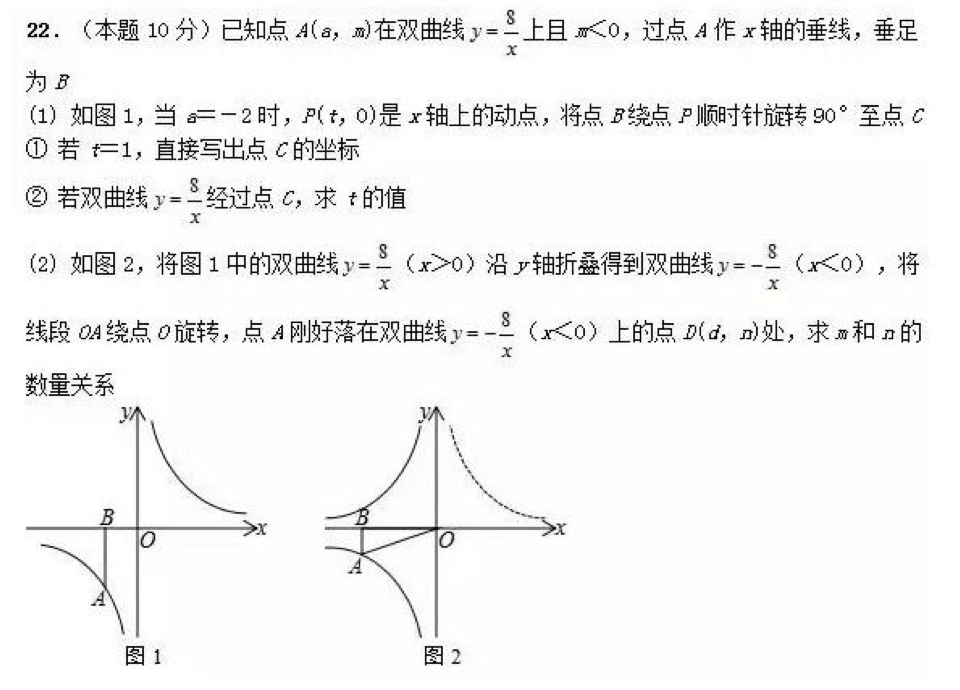 22．（本题 10 分）已知点 A(a，m)在双曲线 y = 8/x 上且 m＜0，过点 A 作 x 轴的垂线，垂足
为 B
(1) 如图 1，当 a＝－2 时，P(t，0)是 x 轴上的动点，将点 B 绕点 P 顺时针旋转 90° 至点 C
① 若 t＝1，直接写出点 C 的坐标
② 若双曲线 y = 8/x 经过点 C，求 t 的值
(2) 如图 2，将图 1 中的双曲线 y = 8/x（x＞0）沿 y 轴折叠得到双曲线 y = －8/x（x＜0），将
线段 OA 绕点 O 旋转，点 A 刚好落在双曲线 y = －8/x（x＜0）上的点 D(d，n)处，求 m 和 n 的
数量关系
y
B
O
x
A
图 1
y
B
O
x
A
图 2